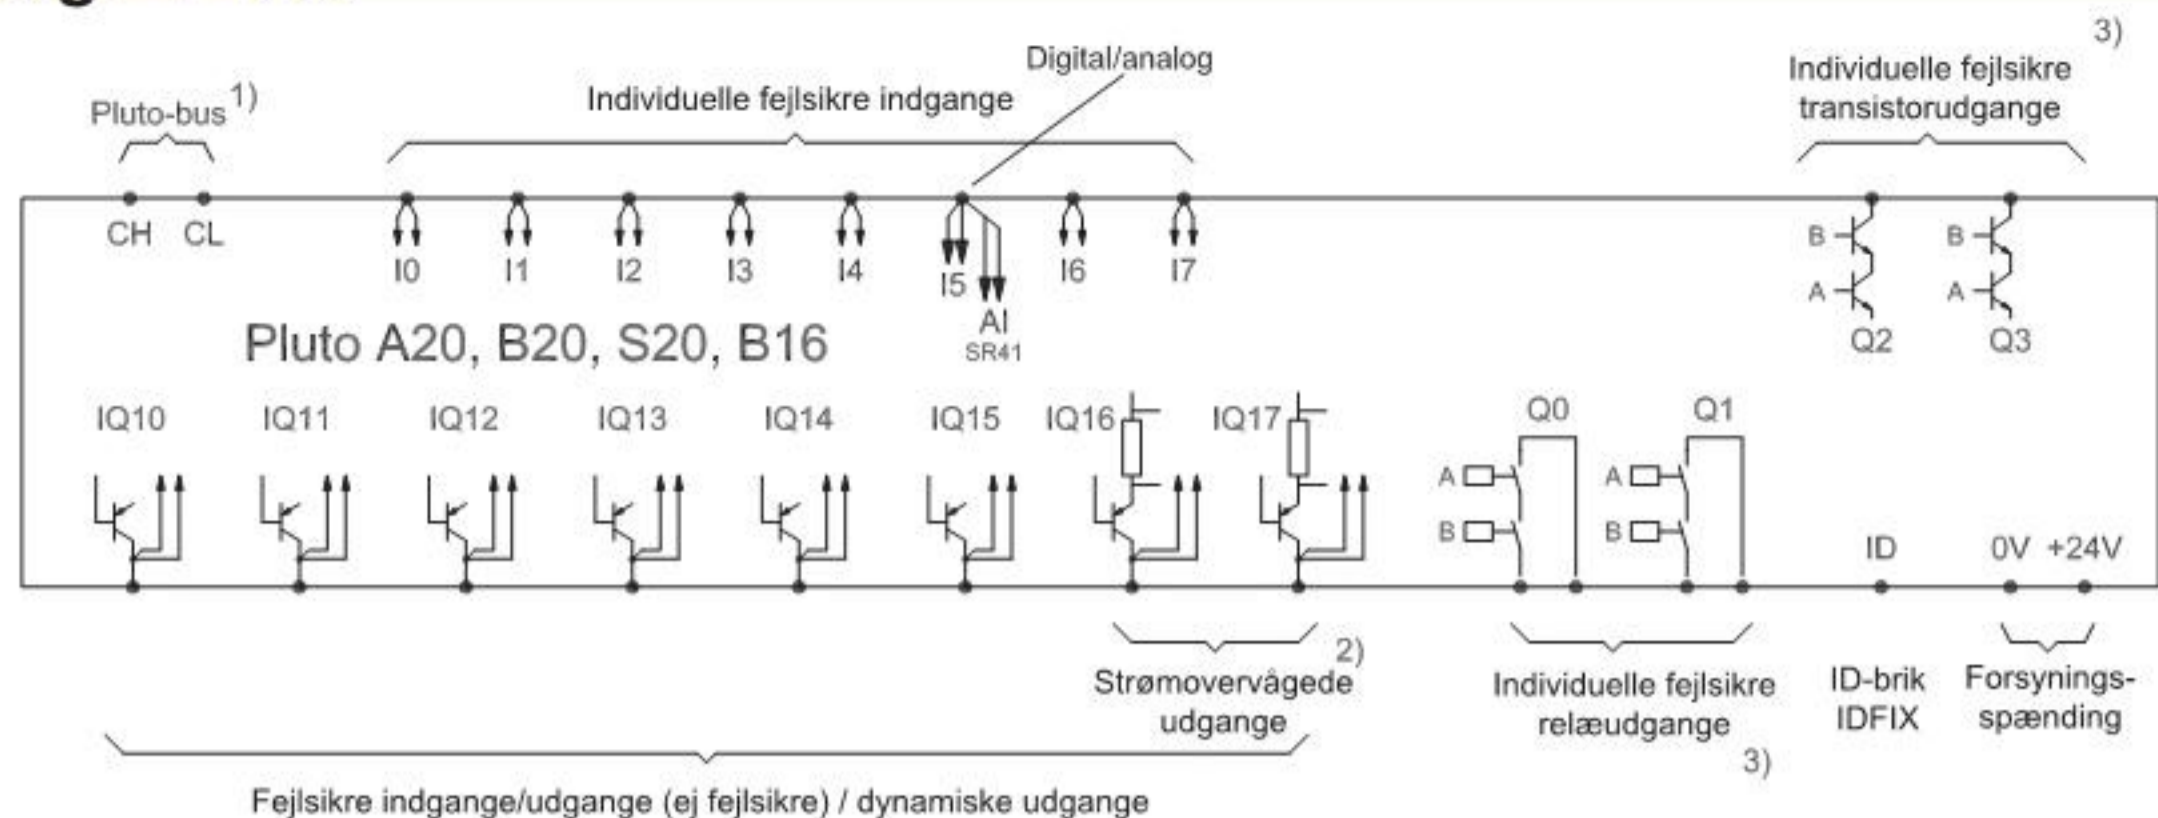 3)
Digital/analog
Individuelle fejlsikre
transistorudgange
Individuelle fejlsikre indgange
Pluto-bus 1)
CH CL
I0 I1 I2 I3 I4 I5 I6 I7
AI
SR41
B B
A A
Q2 Q3
Pluto A20, B20, S20, B16
IQ10 IQ11 IQ12 IQ13 IQ14 IQ15 IQ16 IQ17 Q0 Q1
A A
B B
ID 0V +24V
2)
Strømovervågede
udgange
Individuelle fejlsikre
relæudgange
3)
ID-brik
IDFIX
Forsynings-
spænding
Fejlsikre indgange/udgange (ej fejlsikre) / dynamiske udgange